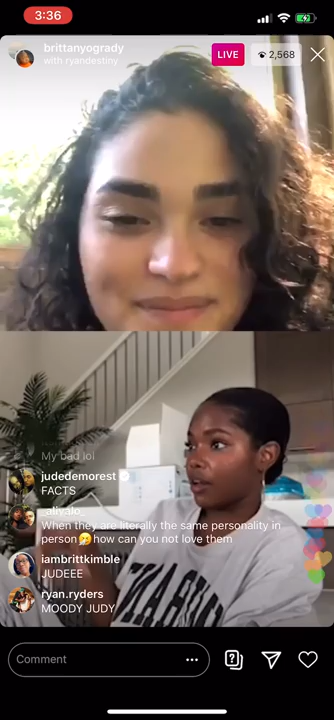 3:36
brittanyogrady
with ryandestiny
LIVE
2,568
My bad lol
judedemorest
FACTS
_aliyalo_
When they are literally the same personality in
person🤣how can you not love them
iambrittkimble
JUDEEE
ryan.ryders
MOODY JUDY
Comment